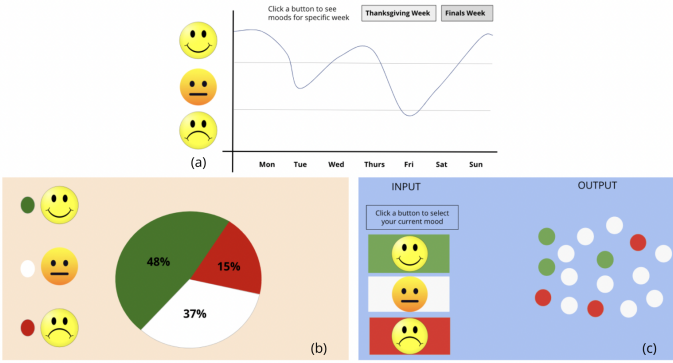 Click a button to see
moods for specific week
Thanksgiving Week
Finals Week
(a)
Mon Tue Wed Thurs Fri Sat Sun
48%
15%
37%
(b)
INPUT
OUTPUT
Click a button to select
your current mood
(c)